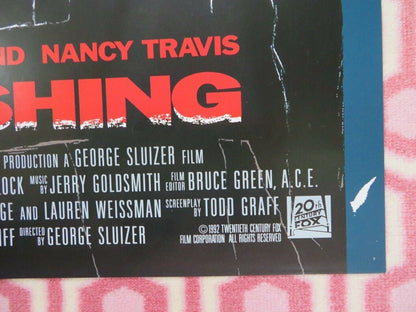 ND NANCY TRAVIS
SHING
PRODUCTION A GEORGE SLUIZER FILM
OCK MUSIC BY JERRY GOLDSMITH FILM EDITOR BRUCE GREEN, A.C.E.
GE AND LAUREN WEISSMAN SCREENPLAY BY TODD GRAFF
IFF DIRECTED BY GEORGE SLUIZER
©1992 TWENTIETH CENTURY FOX
FILM CORPORATION ALL RIGHTS RESERVED
20th
CENTURY
FOX